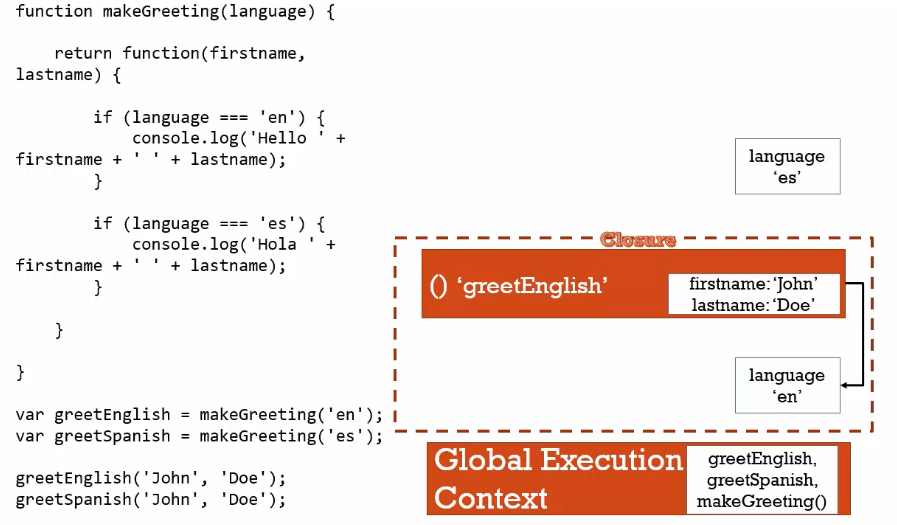 function makeGreeting(language) {
return function(firstname,
lastname) {
if (language === 'en') {
console.log('Hello ' +
firstname + ' ' + lastname);
}
if (language === 'es') {
console.log('Hola ' +
firstname + ' ' + lastname);
}
}
}
var greetEnglish = makeGreeting('en');
var greetSpanish = makeGreeting('es');
greetEnglish('John', 'Doe');
greetSpanish('John', 'Doe');
language
‘es’
Closure
() ‘greetEnglish’
firstname:‘John’
lastname:‘Doe’
language
‘en’
Global Execution
Context
greetEnglish,
greetSpanish,
makeGreeting()